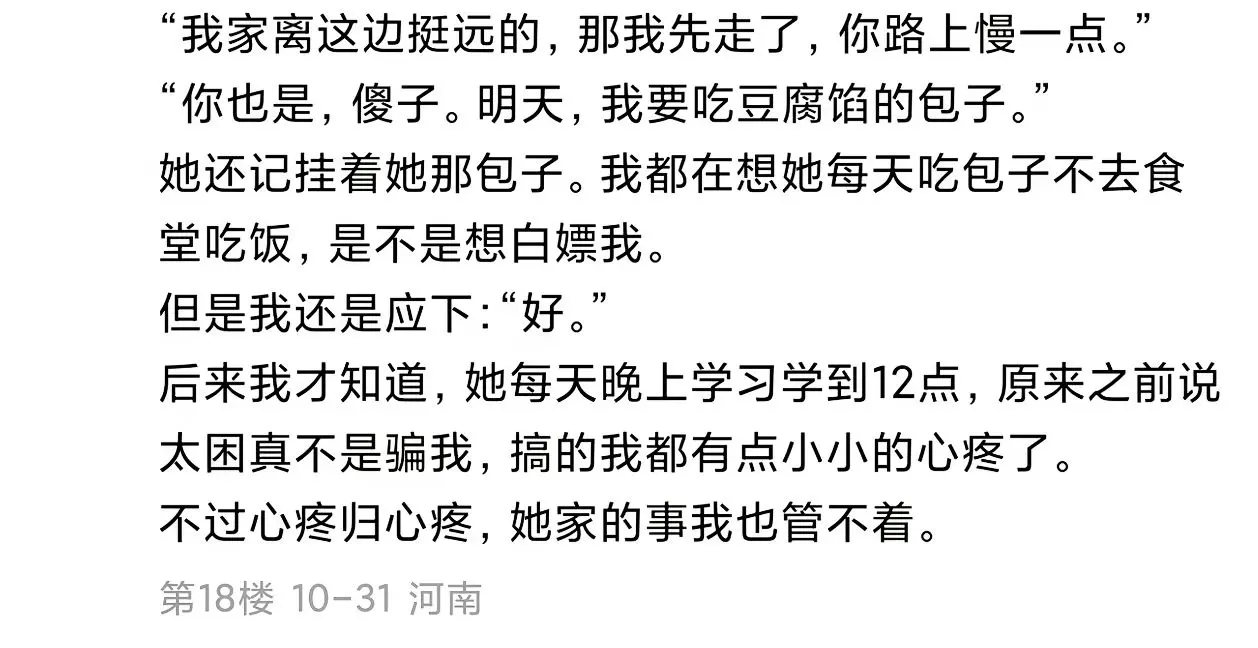 “我家离这边挺远的，那我先走了，你路上慢一点。”
“你也是，傻子。明天，我要吃豆腐馅的包子。”
她还记挂着她那包子。我都在想她每天吃包子不去食
堂吃饭，是不是想白嫖我。
但是我还是应下：“好。”
后来我才知道，她每天晚上学习学到12点，原来之前说
太困真不是骗我，搞的我都有点小小的心疼了。
不过心疼归心疼，她家的事我也管不着。
第18楼 10-31 河南